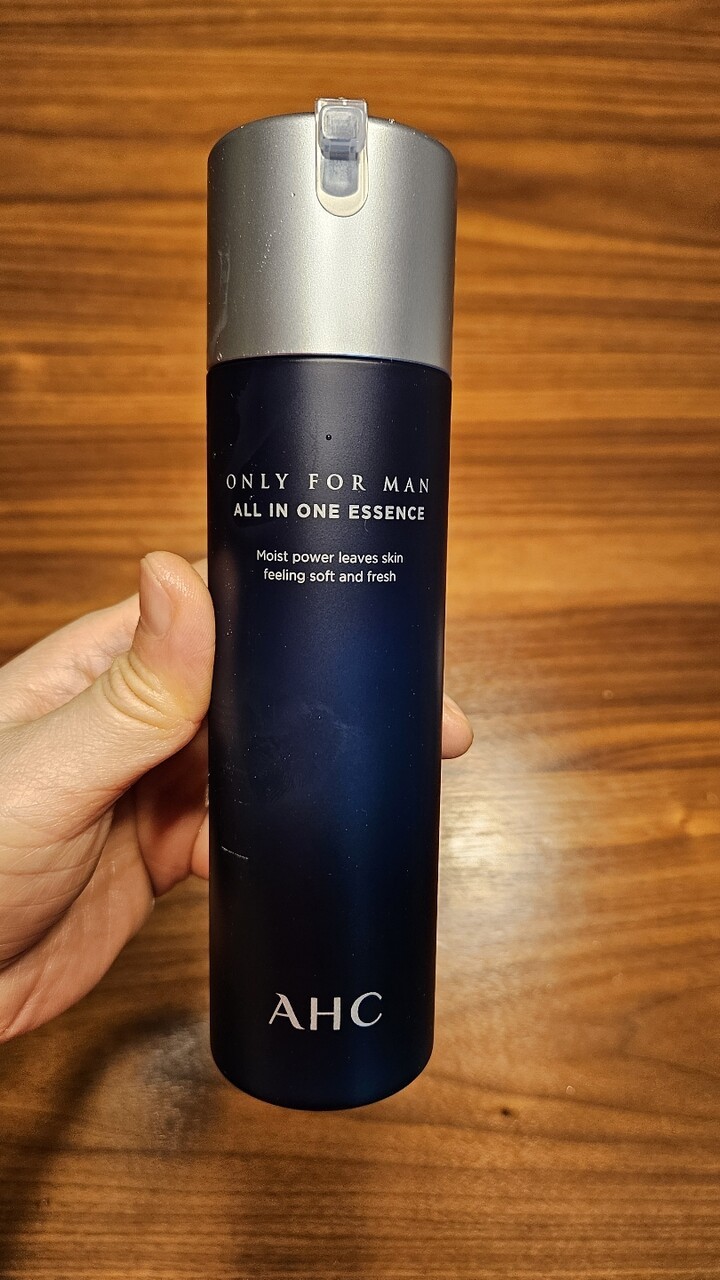 ONLY FOR MAN
ALL IN ONE ESSENCE
Moist power leaves skin
feeling soft and fresh
AHC